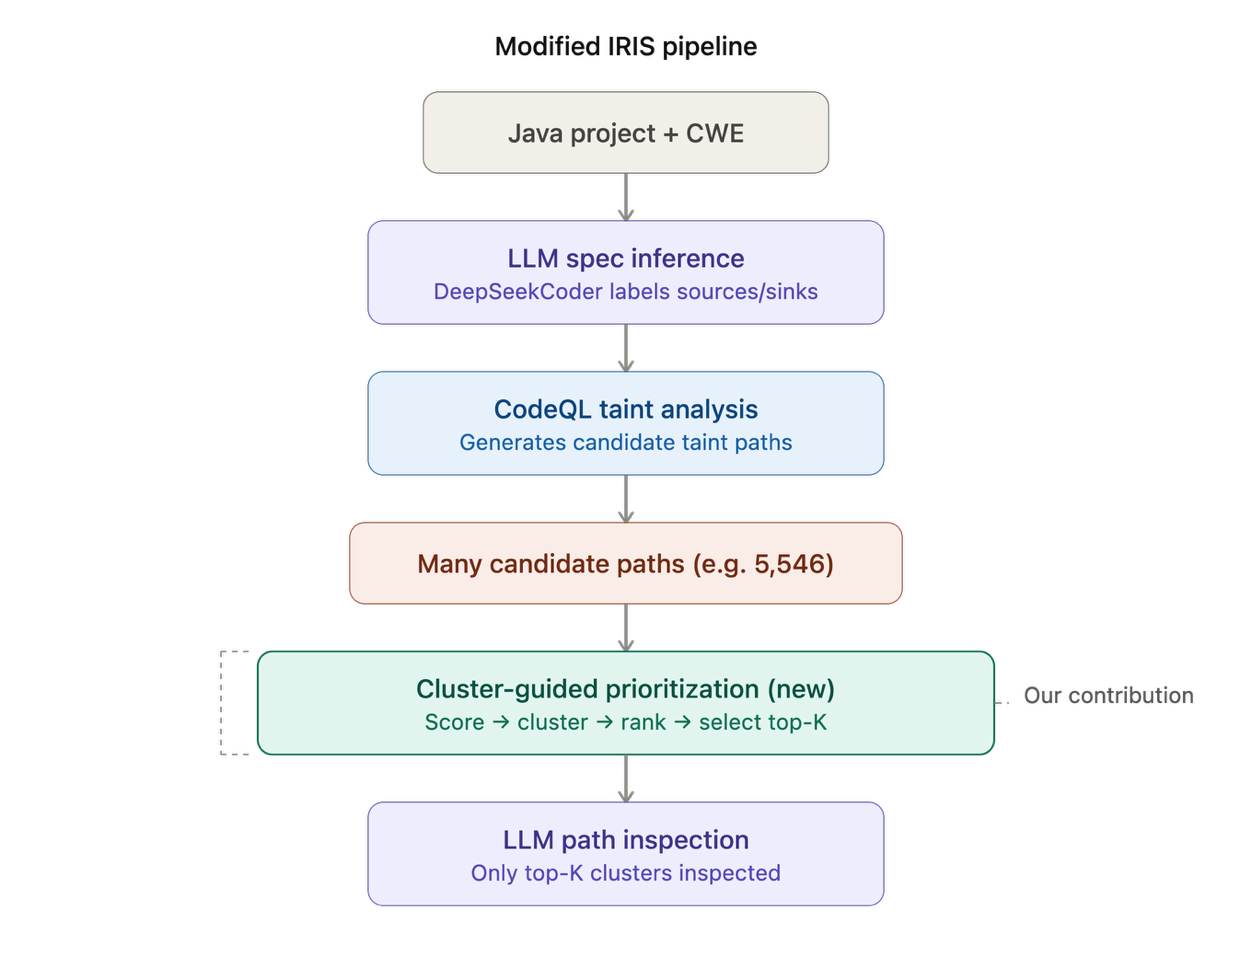 Modified IRIS pipeline
Java project + CWE
LLM spec inference
DeepSeekCoder labels sources/sinks
CodeQL taint analysis
Generates candidate taint paths
Many candidate paths (e.g. 5,546)
Cluster-guided prioritization (new)
Score → cluster → rank → select top-K
Our contribution
LLM path inspection
Only top-K clusters inspected